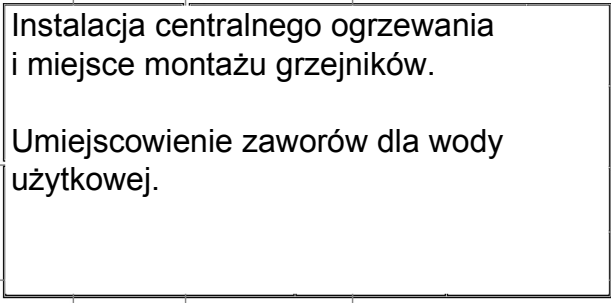 Instalacja centralnego ogrzewania
i miejsce montażu grzejników.
Umiejscowienie zaworów dla wody
użytkowej.